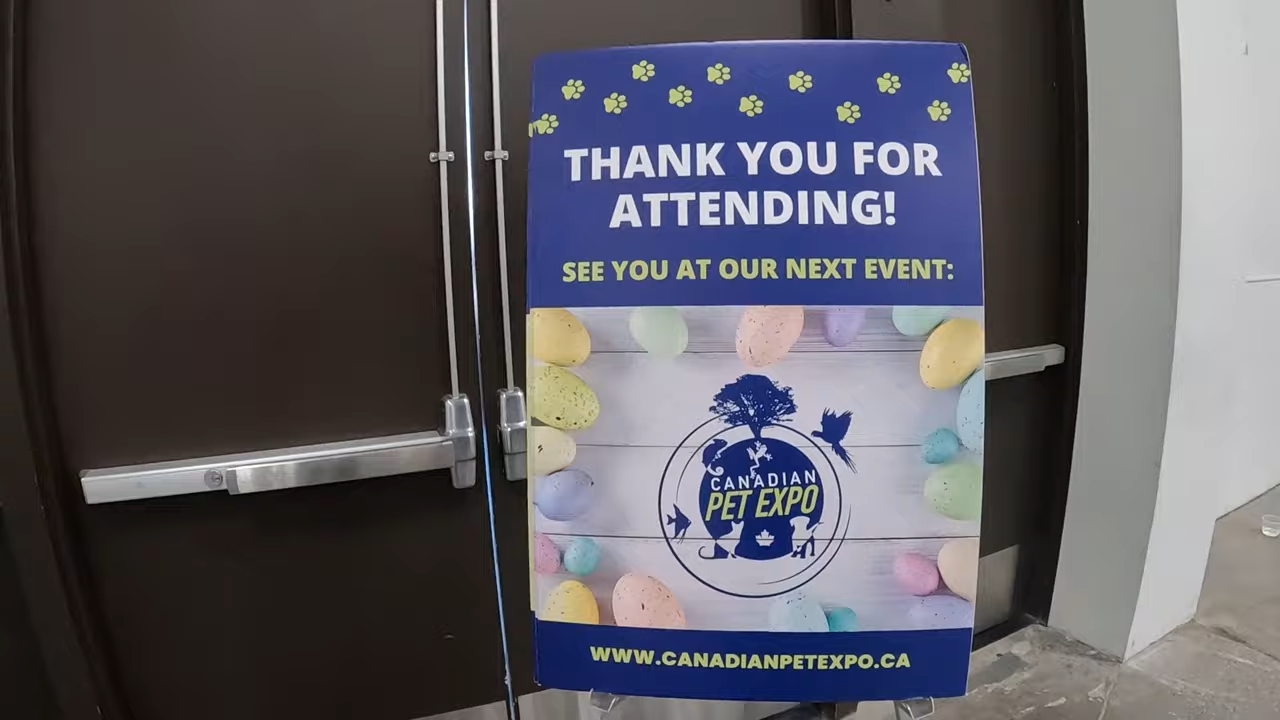 THANK YOU FOR
ATTENDING!
SEE YOU AT OUR NEXT EVENT:
CANADIAN
PET EXPO
WWW.CANADIANPETEXPO.CA